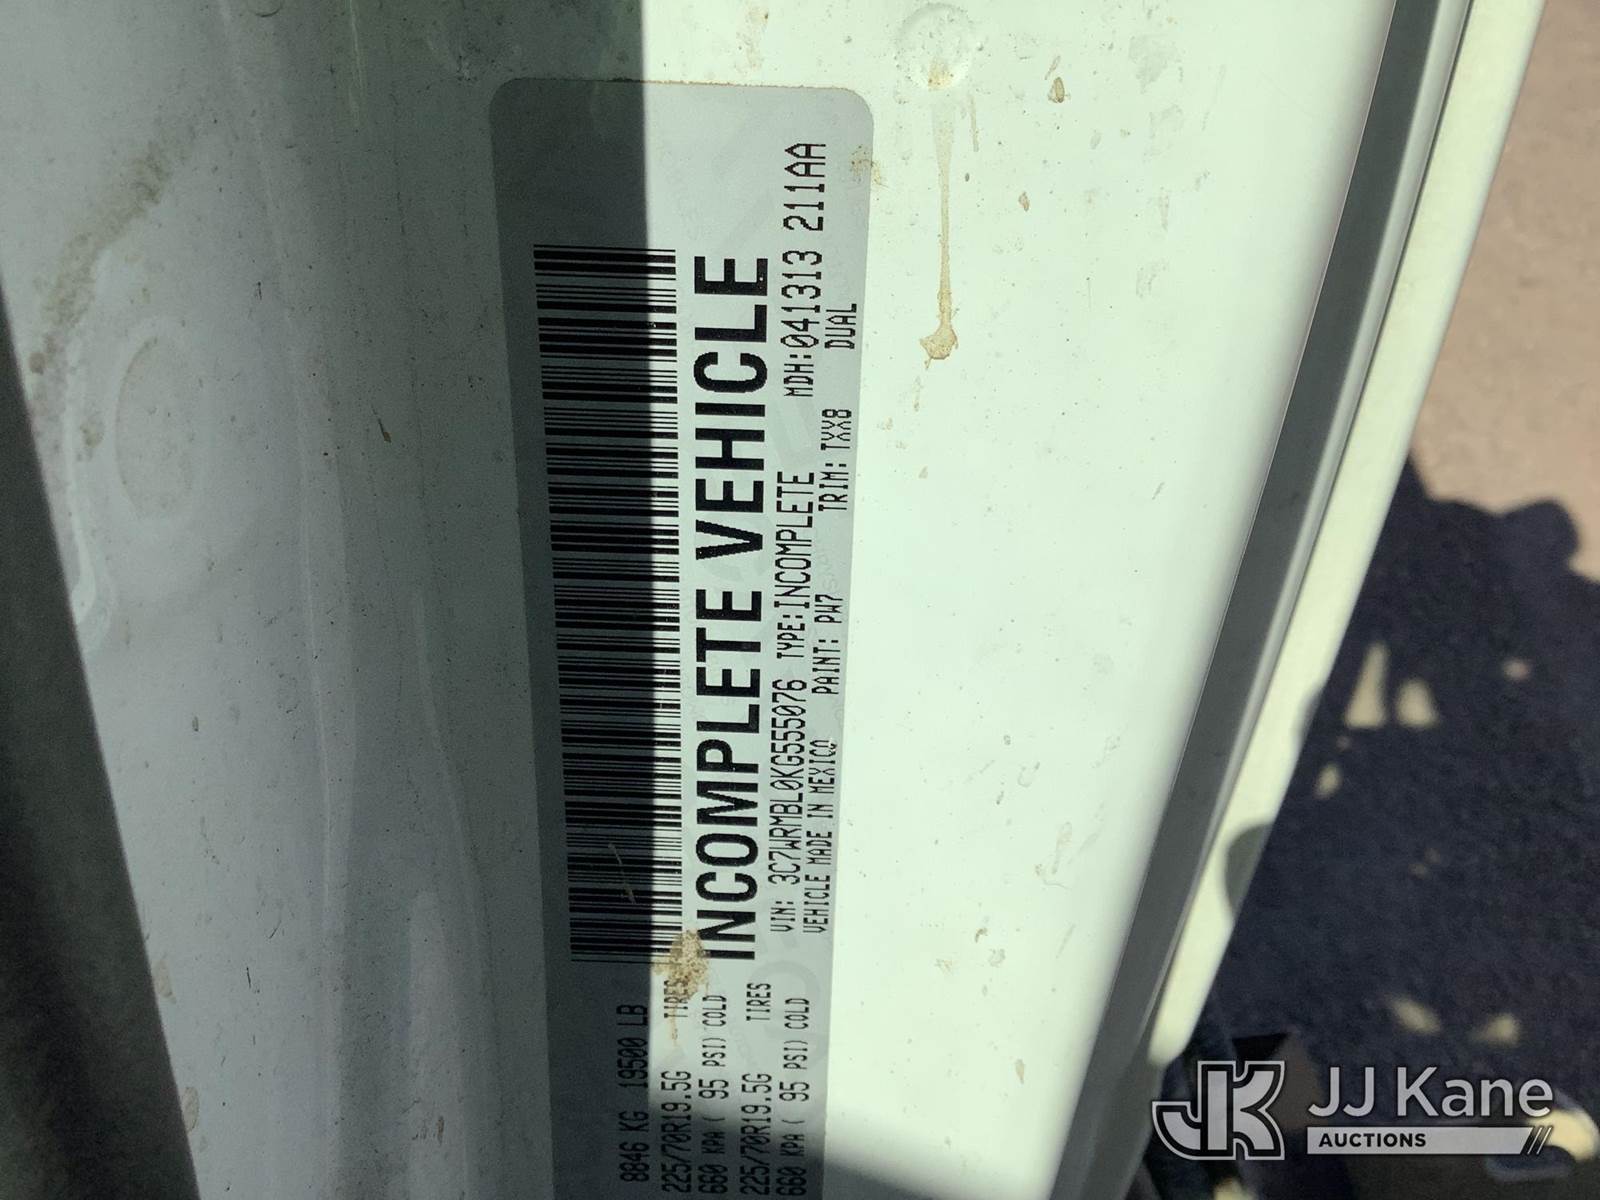 8846 KG 19500 LB
225/70R19.5G TIRES
660 KPA ( 95 PSI) COLD
225/70R19.5G TIRES
660 KPA ( 95 PSI) COLD
INCOMPLETE VEHICLE
VIN: 3C7WRMBL0KG555076 TYPE:INCOMPLETE MDH:041313 211AA
VEHICLE MADE IN MEXICO PAINT: PW7 TRIM: TXX8 DUAL
JK JJ Kane
AUCTIONS